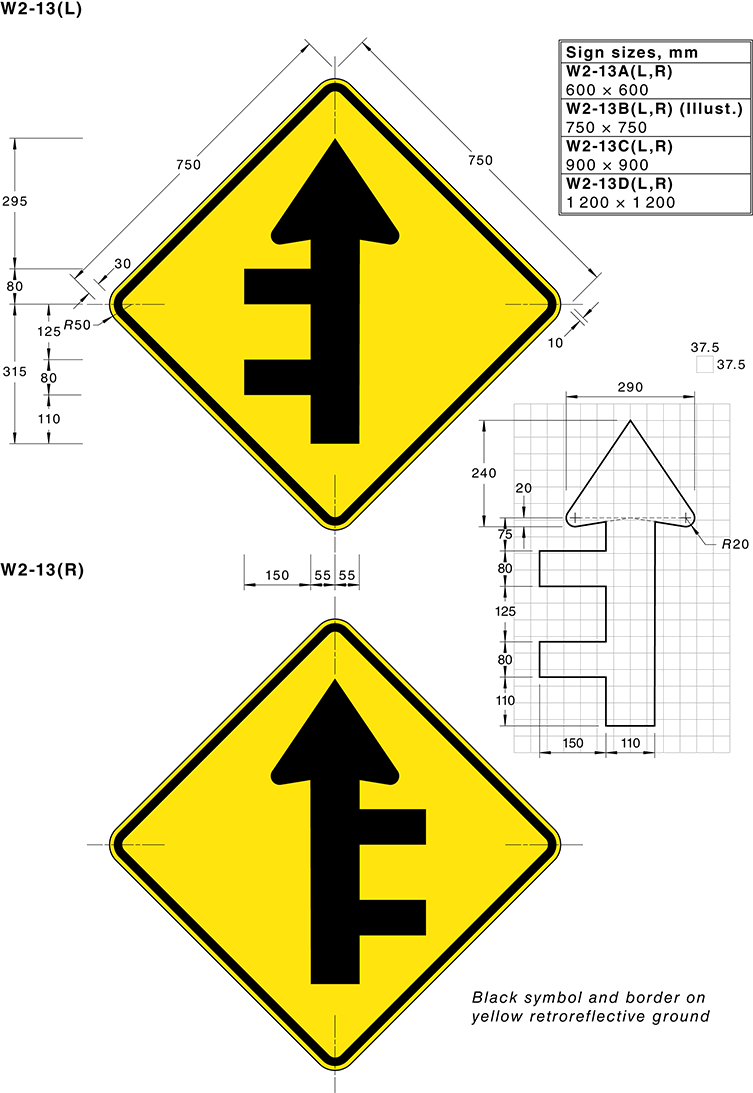 W2-13(L)
Sign sizes, mm
W2-13A(L,R)
600 × 600
W2-13B(L,R) (Illust.)
750 × 750
W2-13C(L,R)
900 × 900
W2-13D(L,R)
1 200 × 1 200
750
750
295
30
80
R50
125
10
315
80
110
37.5
37.5
290
240
20
75
R20
80
125
80
110
150
110
W2-13(R)
150
55
55
Black symbol and border on
yellow retroreflective ground